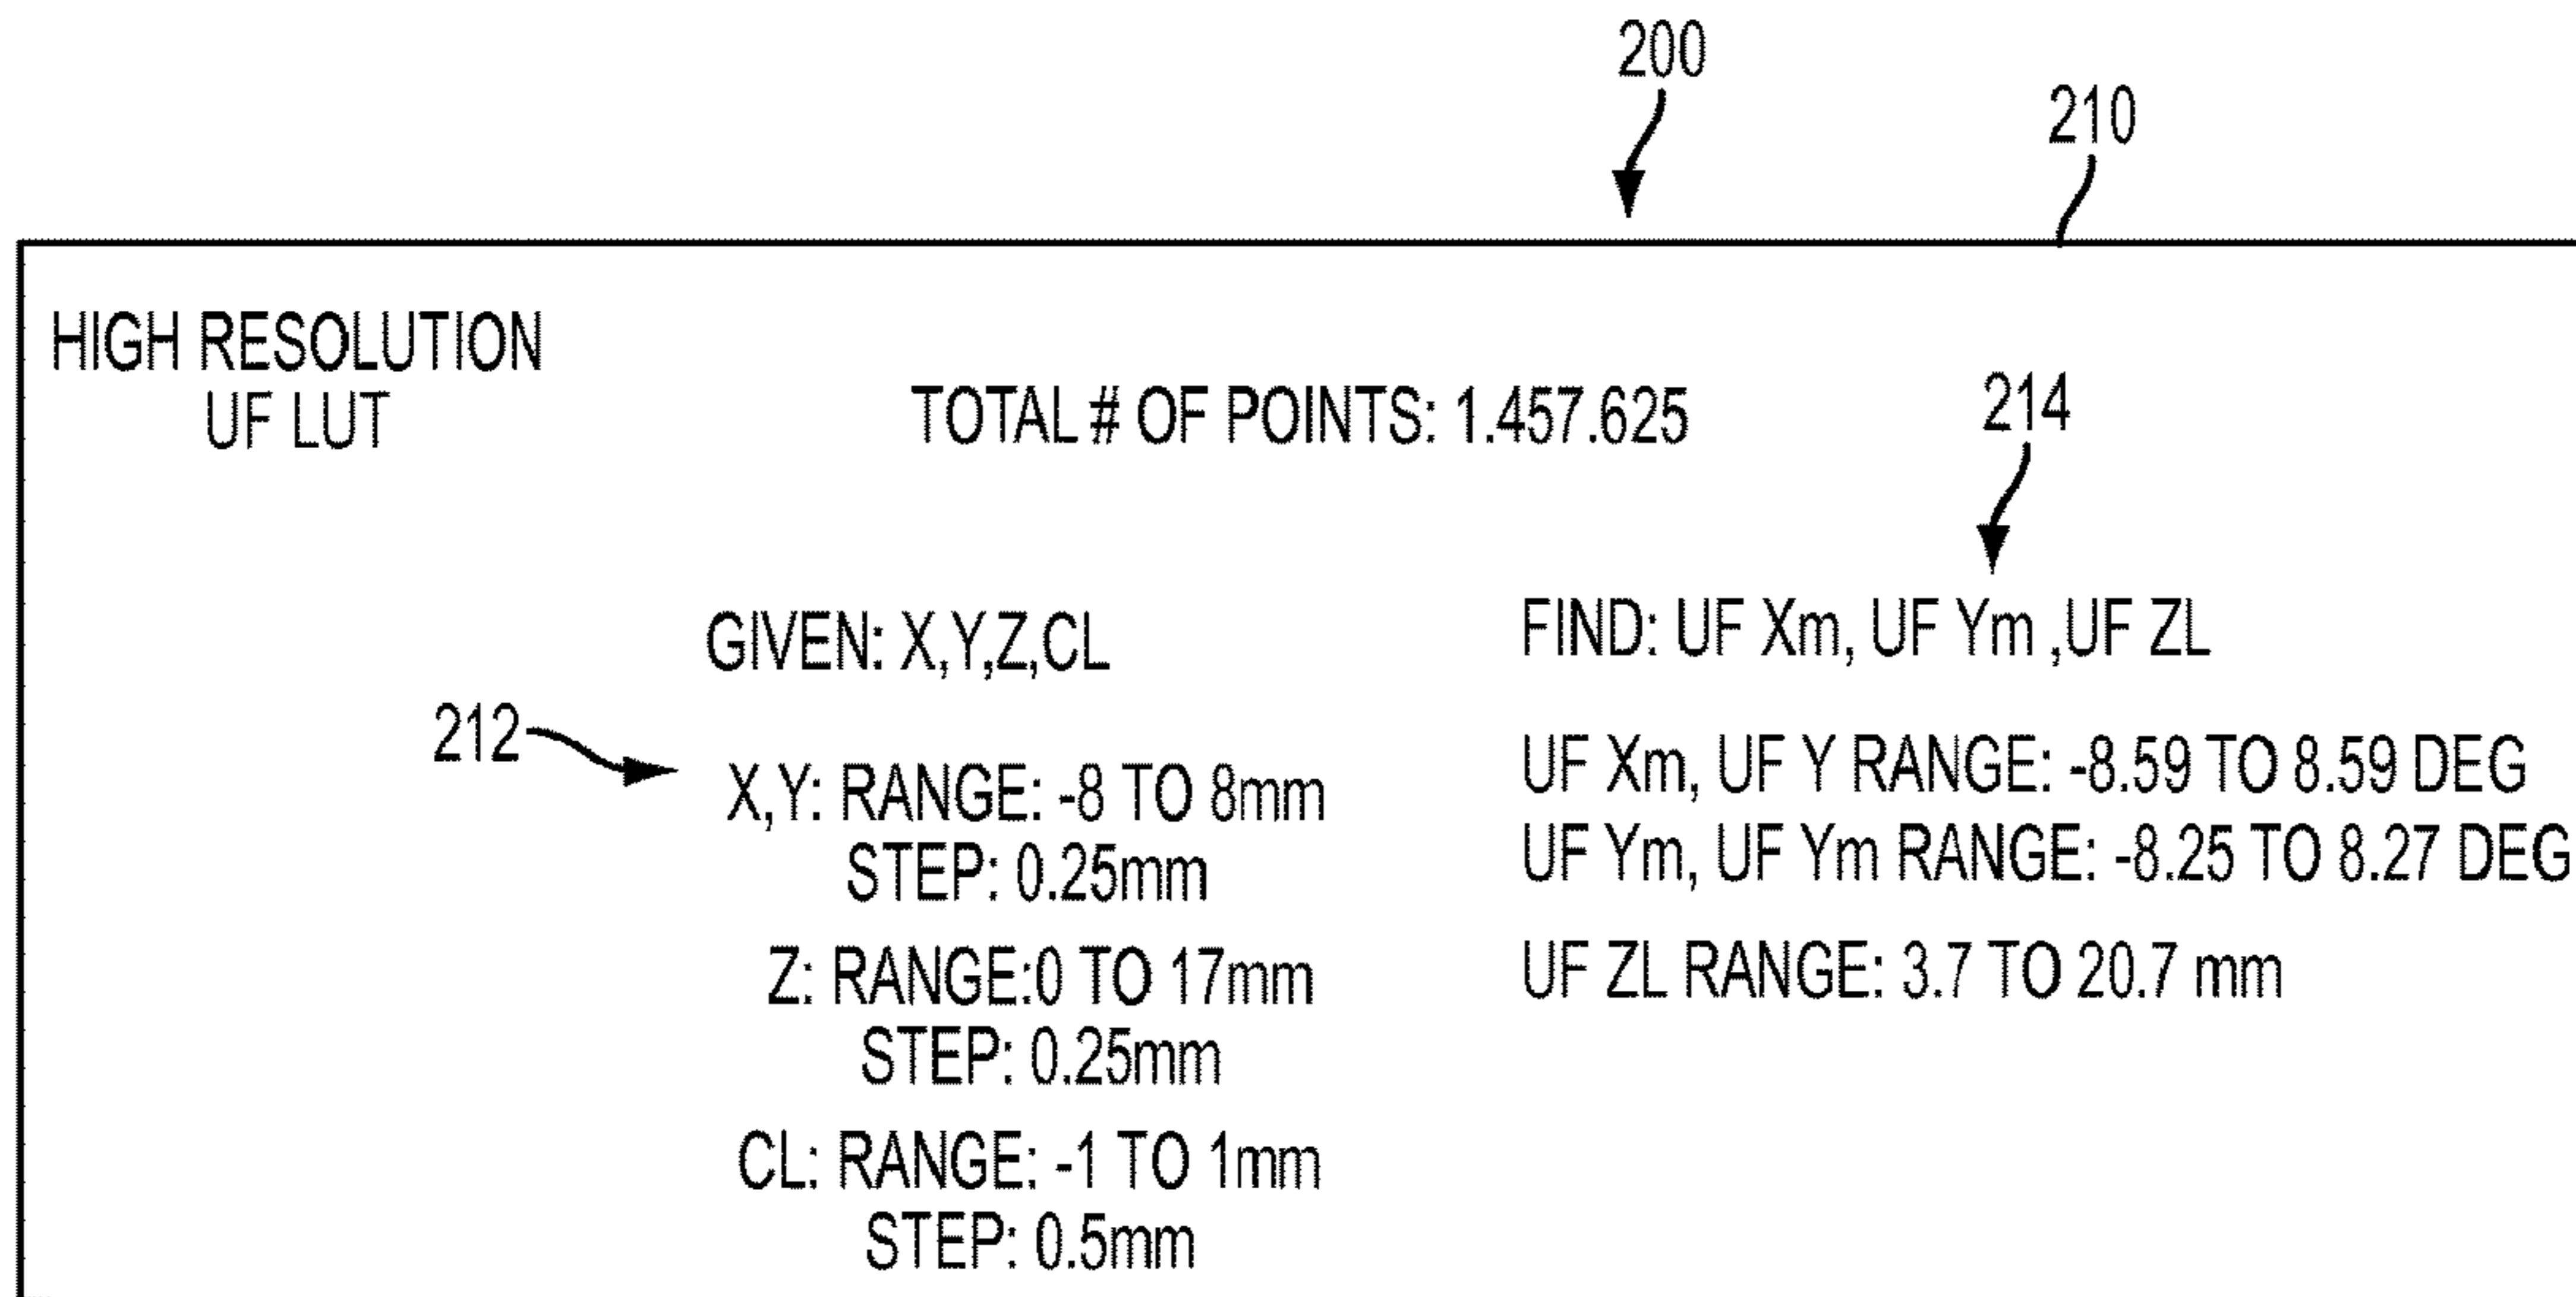 200
210
HIGH RESOLUTION
UF LUT
TOTAL # OF POINTS: 1.457.625
214
GIVEN: X,Y,Z,CL
FIND: UF Xm, UF Ym ,UF ZL
212
X,Y: RANGE: -8 TO 8mm
STEP: 0.25mm
Z: RANGE:0 TO 17mm
STEP: 0.25mm
CL: RANGE: -1 TO 1mm
STEP: 0.5mm
UF Xm, UF Y RANGE: -8.59 TO 8.59 DEG
UF Ym, UF Ym RANGE: -8.25 TO 8.27 DEG
UF ZL RANGE: 3.7 TO 20.7 mm